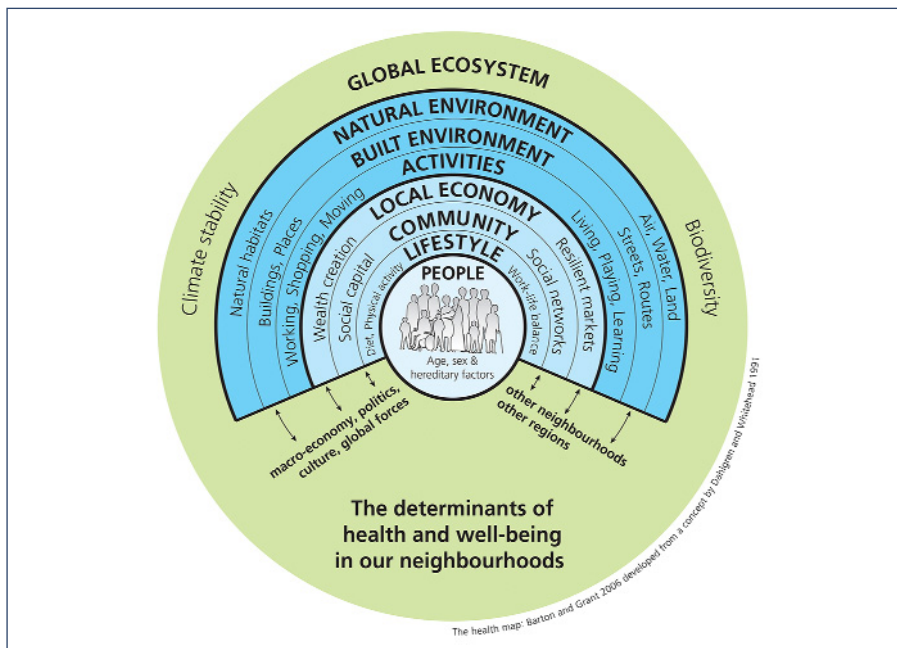 GLOBAL ECOSYSTEM
NATURAL ENVIRONMENT
BUILT ENVIRONMENT
ACTIVITIES
LOCAL ECONOMY
COMMUNITY
LIFESTYLE
PEOPLE
Age, sex &
hereditary factors
Climate stability
Natural habitats
Buildings, Places
Working, Shopping, Moving
Wealth creation
Social capital
Diet, Physical activity
Work-life balance
Social networks
Resilient markets
Living, Playing, Learning
Streets, Routes
Air, Water, Land
Biodiversity
macro-economy, politics,
culture, global forces
other neighbourhoods
other regions
The determinants of
health and well-being
in our neighbourhoods
The health map: Barton and Grant 2006 developed from a concept by Dahlgren and Whitehead 1991